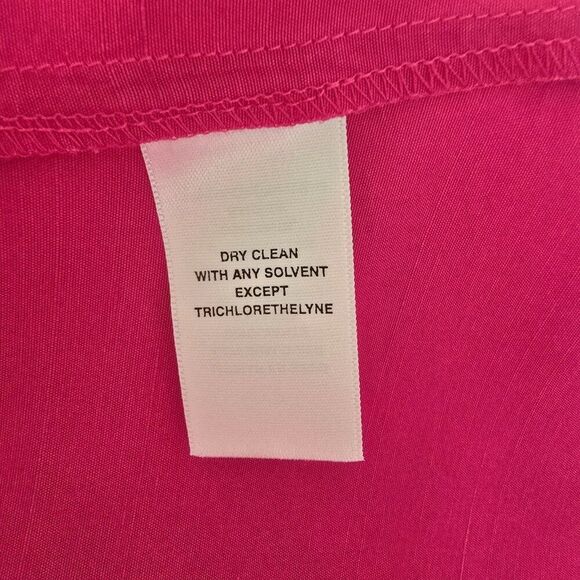 DRY CLEAN
WITH ANY SOLVENT
EXCEPT
TRICHLORETHELYNE